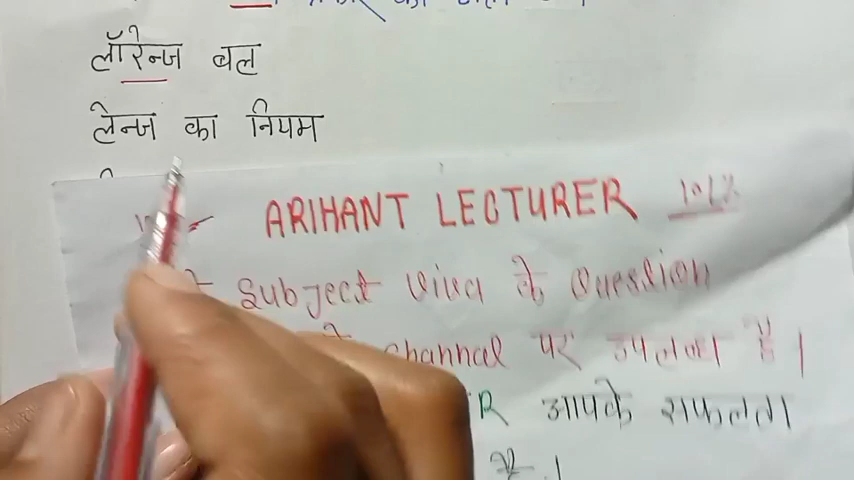 लॉरेन्ज बल
लेन्ज का नियम
ARIHANT LECTURER
Subject viva के Question
channel पर उपलब्ध है।
R आपके सफलता
है।